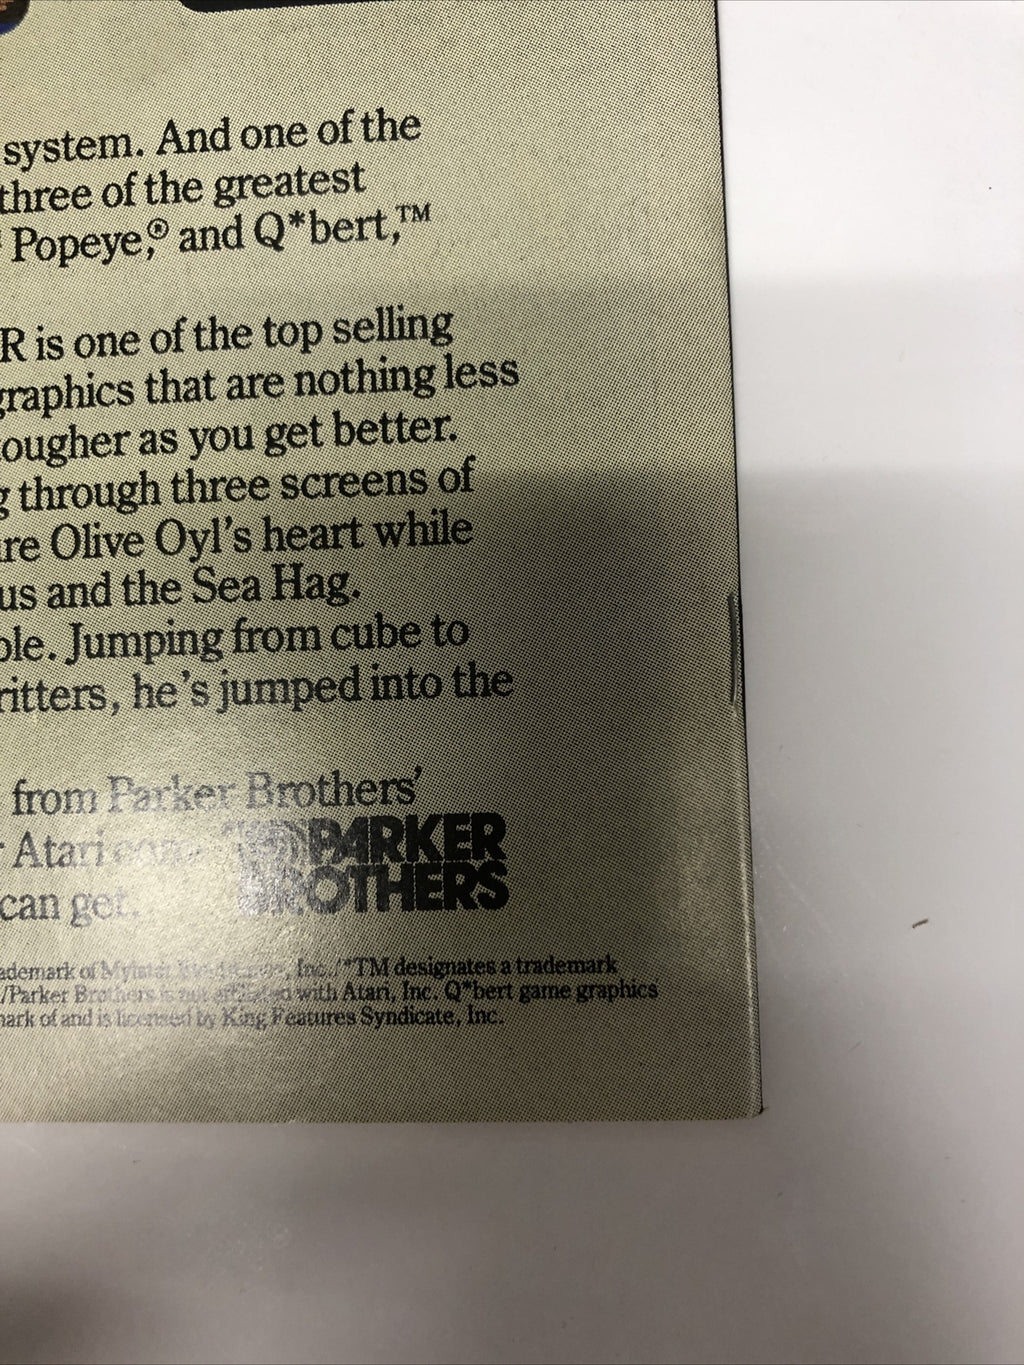 system. And one of the
three of the greatest
Popeye,® and Q*bert,™
R is one of the top selling
graphics that are nothing less
tougher as you get better.
g through three screens of
re Olive Oyl's heart while
us and the Sea Hag.
ble. Jumping from cube to
ritters, he's jumped into the
from Parker Brothers'
Atari
can get.
PARKER
BROTHERS
ademark of Inc. *TM designates a trademark
/Parker Brothers is not affiliated with Atari, Inc. Q*bert game graphics
mark of and is licensed by King Features Syndicate, Inc.